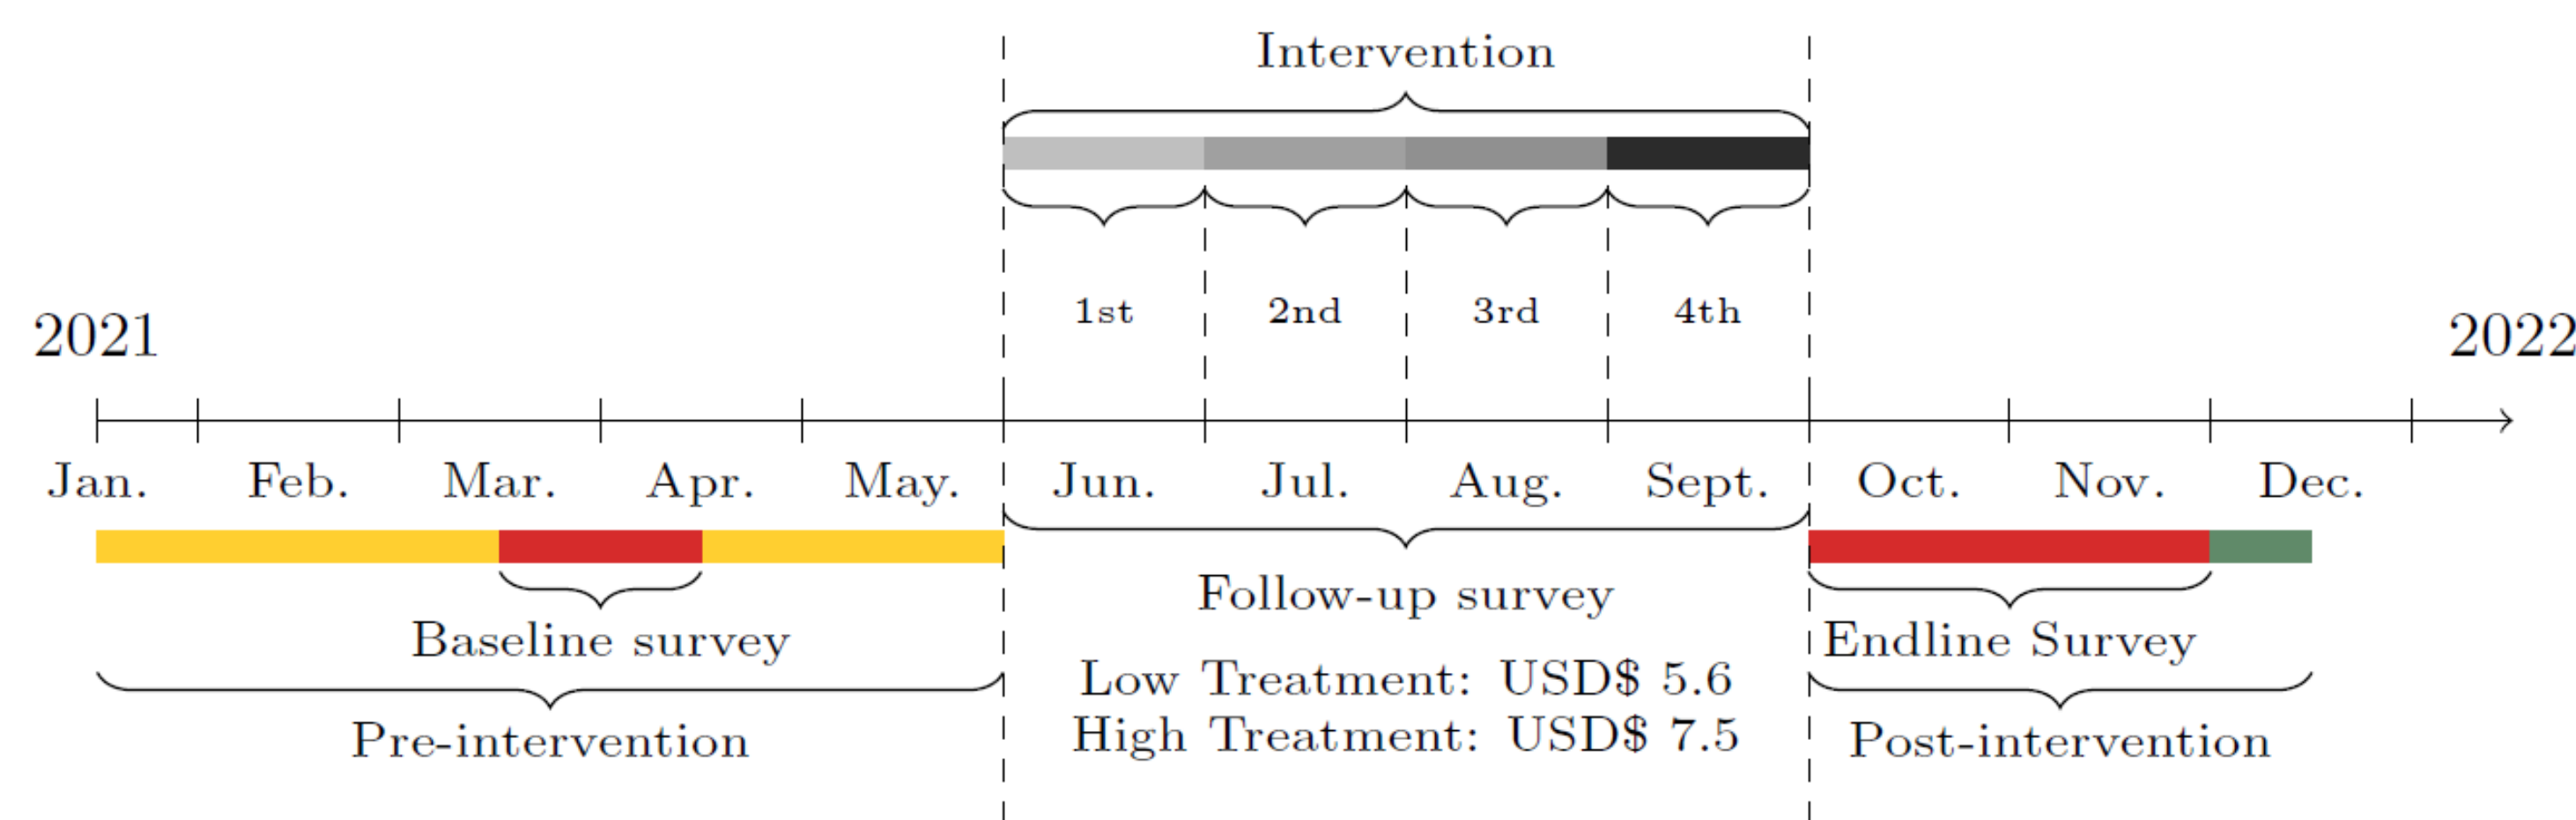 Intervention
1st 2nd 3rd 4th
2021 2022
Jan. Feb. Mar. Apr. May. Jun. Jul. Aug. Sept. Oct. Nov. Dec.
Follow-up survey
Baseline survey Endline Survey
Low Treatment: USD$ 5.6
High Treatment: USD$ 7.5
Pre-intervention Post-intervention